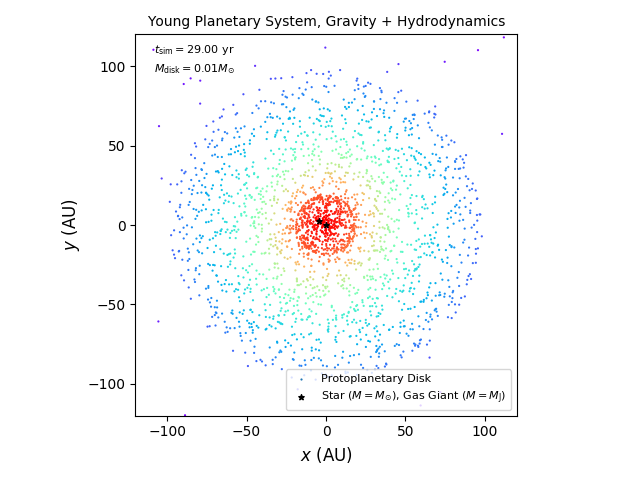 Young Planetary System, Gravity + Hydrodynamics
t_sim = 29.00 yr
M_disk = 0.01M_⊙
100
50
0
−50
−100
y (AU)
Protoplanetary Disk
Star (M = M_⊙), Gas Giant (M = M_J)
−100 −50 0 50 100
x (AU)